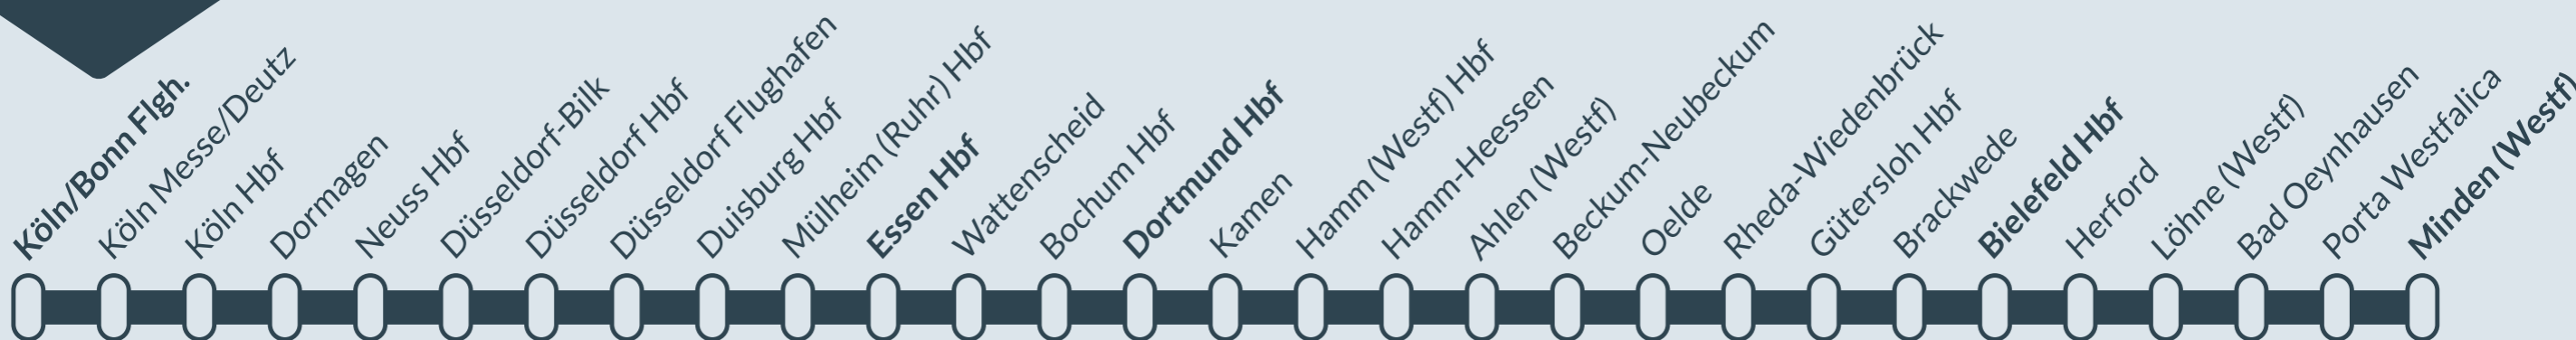 Köln/Bonn Flgh.
Köln Messe/Deutz
Köln Hbf
Dormagen
Neuss Hbf
Düsseldorf-Bilk
Düsseldorf Hbf
Düsseldorf Flughafen
Duisburg Hbf
Mülheim (Ruhr) Hbf
Essen Hbf
Wattenscheid
Bochum Hbf
Dortmund Hbf
Kamen
Hamm (Westf) Hbf
Hamm-Heessen
Ahlen (Westf)
Beckum-Neubeckum
Oelde
Rheda-Wiedenbrück
Gütersloh Hbf
Brackwede
Bielefeld Hbf
Herford
Löhne (Westf)
Bad Oeynhausen
Porta Westfalica
Minden (Westf)